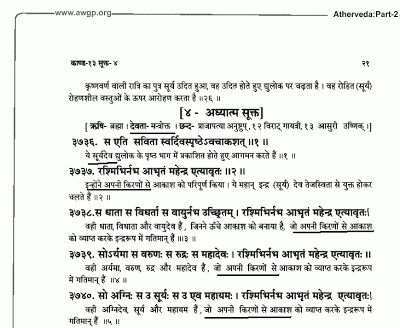 www.awgp.org
Atherveda:Part-2
काण्ड-१३ सूक्त- ४
२१
कृष्णवर्ण वाली रात्रि का पुत्र सूर्य उदित हुआ, वह उदित होते हुए द्युलोक पर चढ़ता है । वह रोहित (सूर्य)
रोहणशील वस्तुओं के ऊपर आरोहण करता है ॥२६ ॥
[४ - अध्यात्म सूक्त]
[ ऋषि- ब्रह्मा । देवता- मन्त्रोक्त । छन्द- प्राजापत्या अनुष्टुप्, १२ विराट् गायत्री, १३ आसुरी उष्णिक् ।]
३७३६. स एति सविता स्वर्दिवस्पृष्ठेऽवचाकशत् ॥१ ॥
ये सूर्यदेव द्युलोक के पृष्ठ भाग में प्रकाशित होते हुए आगमन करते हैं ॥१ ॥
३७३७. रश्मिभिर्नभ आभृतं महेन्द्र एत्यावृतः ॥२ ॥
इन्होंने अपनी किरणों से आकाश को परिपूर्ण किया । ये महान् इन्द्र (सूर्य) देव तेजस्विता से युक्त होकर
चलते हैं ॥२ ॥
३७३८.स धाता स विधर्ता स वायुर्नभ उच्छ्रितम् । रश्मिभिर्नभ आभृतं महेन्द्र एत्यावृतः ।
वही धाता, विधाता और वायुदेव हैं, जिनने ऊँचे आकाश को बनाया है, जो अपनी किरणों से आकाश
को व्याप्त करके इन्द्ररूप में गतिमान् हैं ॥३ ॥
३७३९. सोऽर्यमा स वरुणः स रुद्रः स महादेवः । रश्मिभिर्नभ आभृतं महेन्द्र एत्यावृतः ॥
वही अर्यमा, वरुण, रुद्र और महादेव हैं, जो अपनी किरणों से आकाश को व्याप्त करके इन्द्ररूप
में गतिमान् हैं ॥४ ॥
३७४०. सो अग्निः स उ सूर्यः स उ एव महायमः । रश्मिभिर्नभ आभृतं महेन्द्र एत्यावृतः ।
वही अग्निदेव, सूर्य और महायम हैं, जो अपनी किरणों से आकाश को व्याप्त करके इन्द्ररूप में
गतिमान् हैं ॥५ ॥